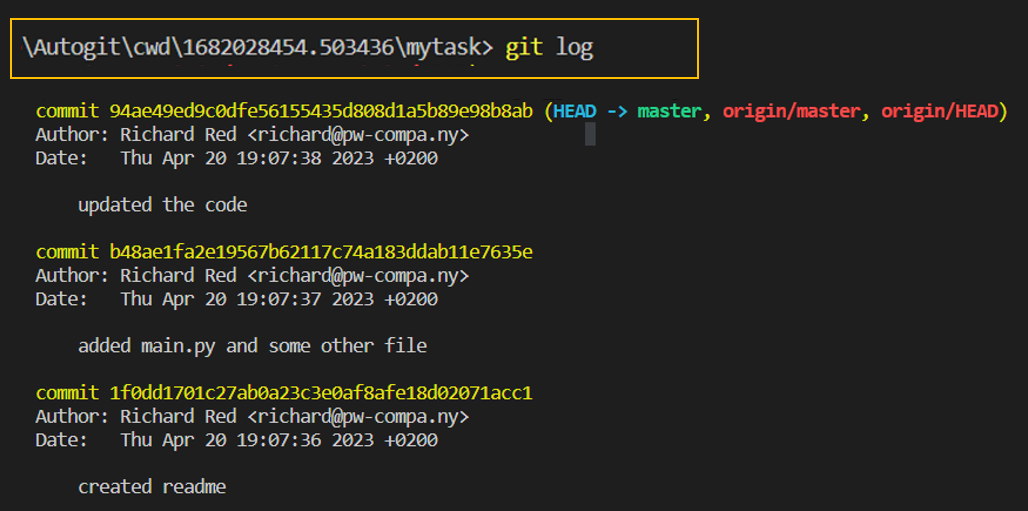 \Autogit\cwd\1682028454.503436\mytask> git log
commit 94ae49ed9c0dfe56155435d808d1a5b89e98b8ab (HEAD -> master, origin/master, origin/HEAD)
Author: Richard Red <richard@pw-compa.ny>
Date:   Thu Apr 20 19:07:38 2023 +0200
updated the code
commit b48ae1fa2e19567b62117c74a183ddab11e7635e
Author: Richard Red <richard@pw-compa.ny>
Date:   Thu Apr 20 19:07:37 2023 +0200
added main.py and some other file
commit 1f0dd1701c27ab0a23c3e0af8afe18d02071acc1
Author: Richard Red <richard@pw-compa.ny>
Date:   Thu Apr 20 19:07:36 2023 +0200
created readme